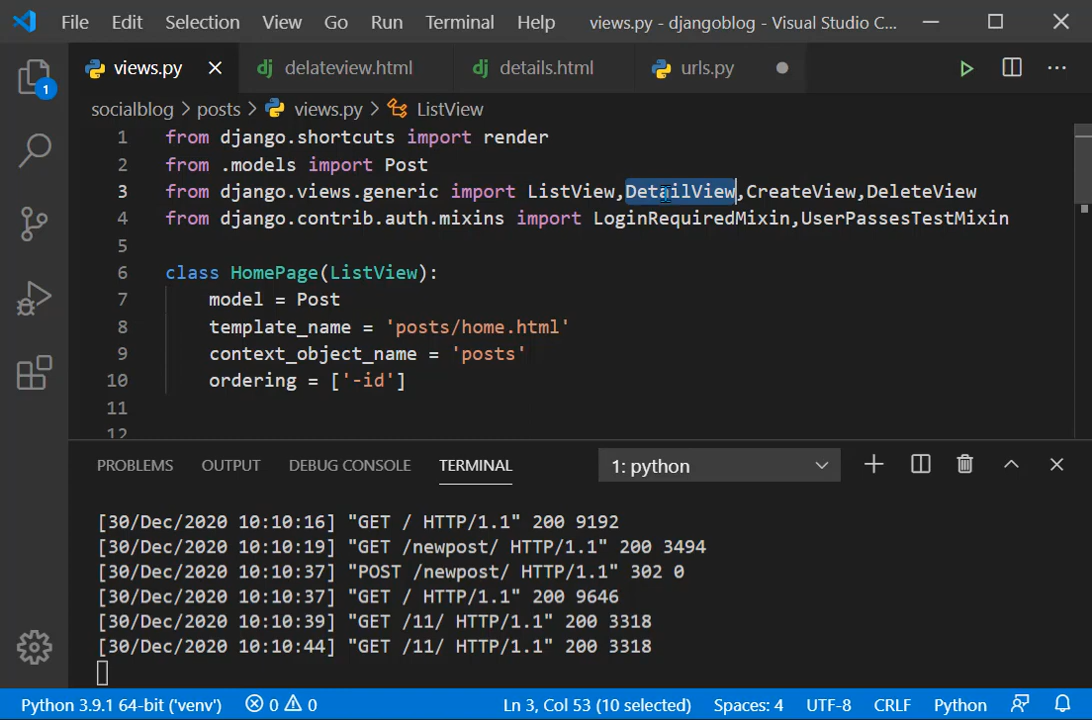 File Edit Selection View Go Run Terminal Help views.py - djangoblog - Visual Studio C...
views.py delateview.html details.html urls.py
1
socialblog > posts > views.py > ListView
1 from django.shortcuts import render
2 from .models import Post
3 from django.views.generic import ListView,DetailView,CreateView,DeleteView
4 from django.contrib.auth.mixins import LoginRequiredMixin,UserPassesTestMixin
5
6 class HomePage(ListView):
7 model = Post
8 template_name = 'posts/home.html'
9 context_object_name = 'posts'
10 ordering = ['-id']
11
12
PROBLEMS OUTPUT DEBUG CONSOLE TERMINAL 1: python
[30/Dec/2020 10:10:16] "GET / HTTP/1.1" 200 9192
[30/Dec/2020 10:10:19] "GET /newpost/ HTTP/1.1" 200 3494
[30/Dec/2020 10:10:37] "POST /newpost/ HTTP/1.1" 302 0
[30/Dec/2020 10:10:37] "GET / HTTP/1.1" 200 9646
[30/Dec/2020 10:10:39] "GET /11/ HTTP/1.1" 200 3318
[30/Dec/2020 10:10:44] "GET /11/ HTTP/1.1" 200 3318
Python 3.9.1 64-bit ('venv') 0 0 Ln 3, Col 53 (10 selected) Spaces: 4 UTF-8 CRLF Python